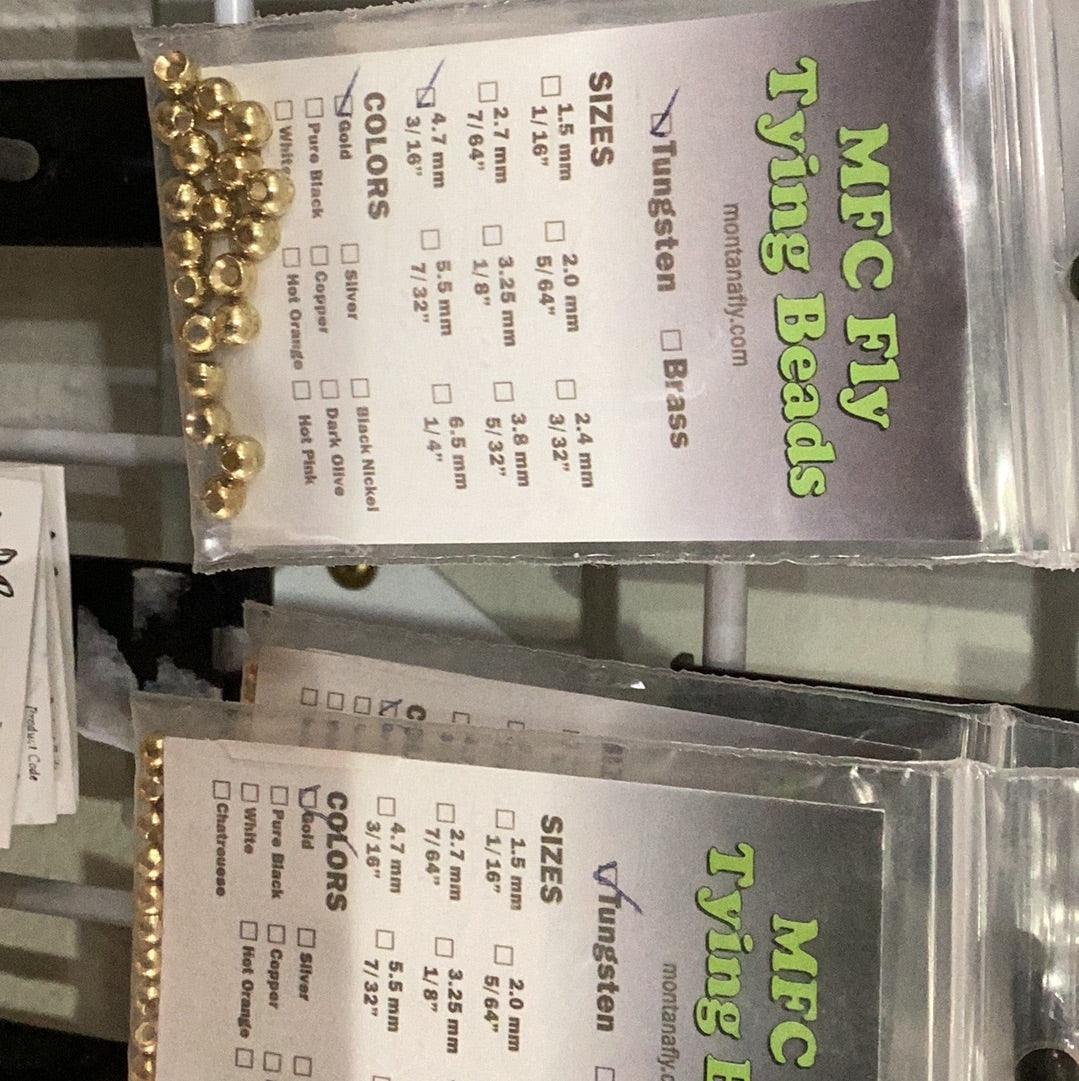 MFC Fly
Tying Beads
montanafly.com
Tungsten Brass
SIZES
1.5 mm 2.0 mm 2.4 mm
1/16” 5/64” 3/32”
2.7 mm 3.25 mm 3.8 mm
7/64” 1/8” 5/32”
4.7 mm 5.5 mm 6.5 mm
3/16” 7/32” 1/4”
COLORS
Gold Silver Black Nickel
Pure Black Copper Dark Olive
White Hot Orange Hot Pink
MFC
Tying
montanafly.c
Tungsten
SIZES
1.5 mm 2.0 mm
1/16” 5/64”
2.7 mm 3.25 mm
7/64” 1/8”
4.7 mm 5.5 mm
3/16” 7/32”
COLORS
Gold Silver
Pure Black Copper
White Hot Orange
Chatreuese
Product Code